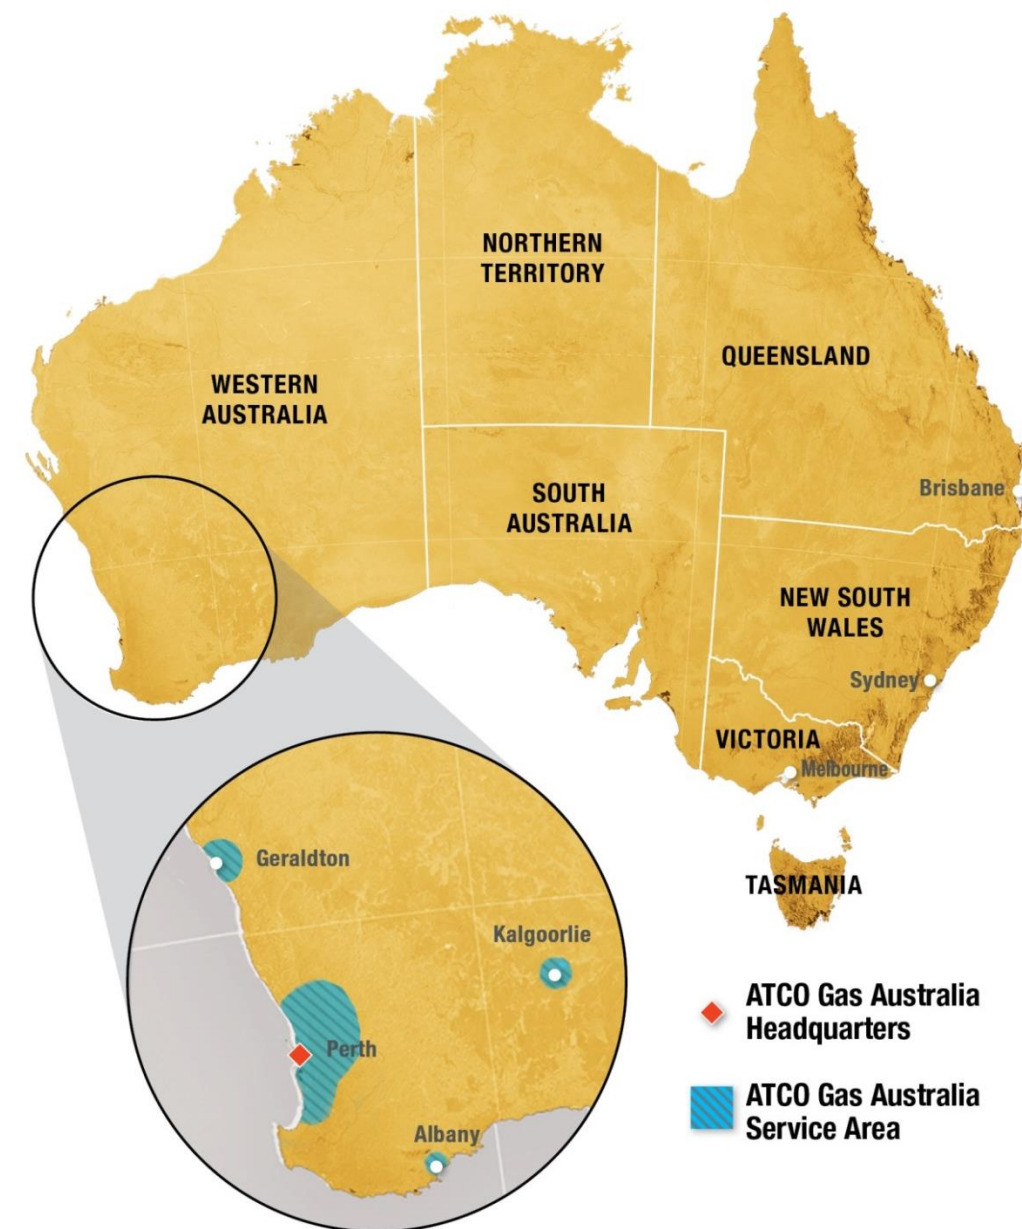 NORTHERN
TERRITORY
QUEENSLAND
WESTERN
AUSTRALIA
SOUTH
AUSTRALIA
Brisbane
NEW SOUTH
WALES
Sydney
VICTORIA
Melbourne
TASMANIA
Geraldton
Kalgoorlie
Perth
Albany
ATCO Gas Australia
Headquarters
ATCO Gas Australia
Service Area